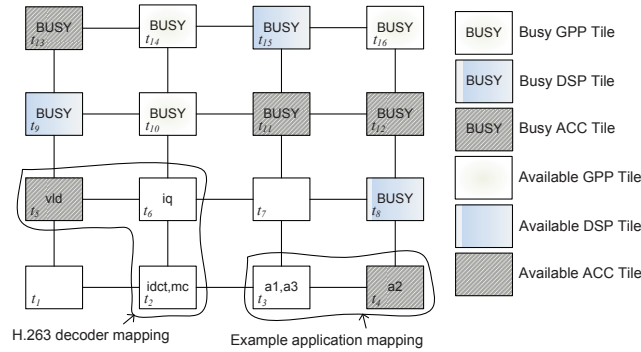 BUSY BUSY BUSY BUSY BUSY Busy GPP Tile
t13 t14 t15 t16
BUSY Busy DSP Tile
BUSY BUSY BUSY BUSY BUSY Busy ACC Tile
t9 t10 t11 t12
vld iq BUSY Available GPP Tile
t5 t6 t7 t8
Available DSP Tile
idct,mc a1,a3 a2 Available ACC Tile
t1 t2 t3 t4
H.263 decoder mapping
Example application mapping